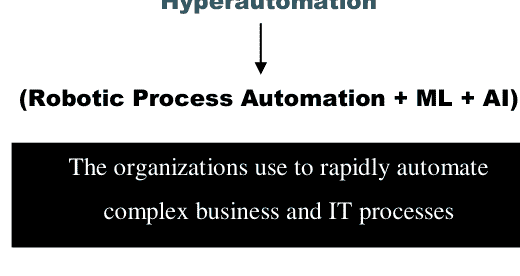 Hyperautomation
(Robotic Process Automation + ML + AI)
The organizations use to rapidly automate
complex business and IT processes